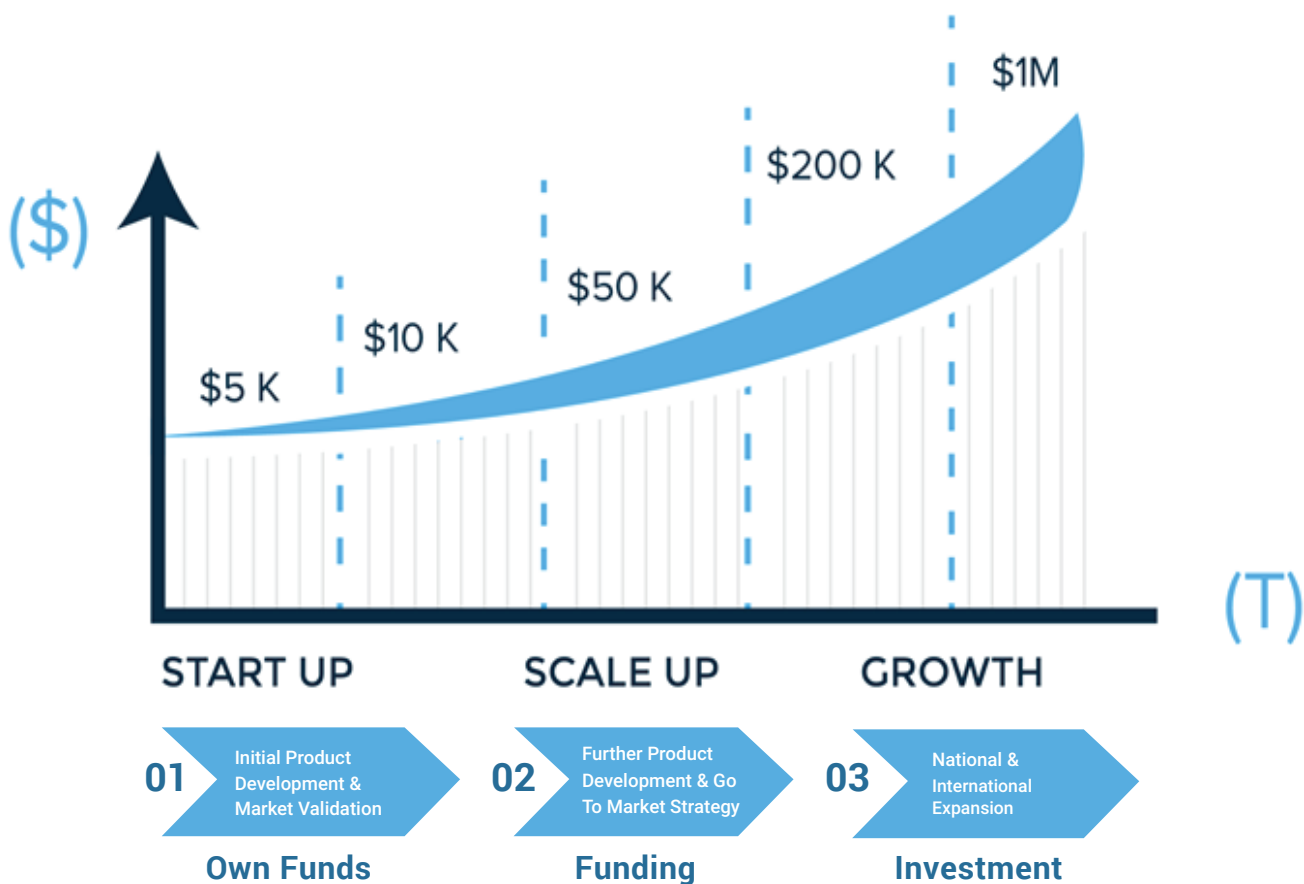 $1M
$200 K
($)
$50 K
$10 K
$5 K
(T)
START UP
SCALE UP
GROWTH
01
Initial Product
Development &
Market Validation
02
Further Product
Development & Go
To Market Strategy
03
National &
International
Expansion
Own Funds
Funding
Investment